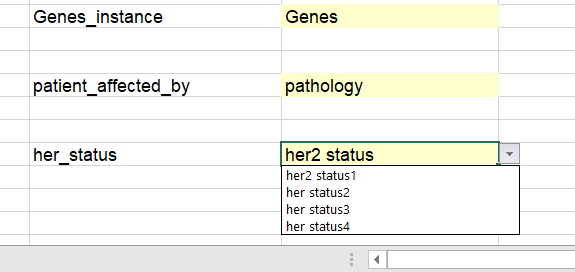 Genes_instance Genes
patient_affected_by pathology
her_status her2 status
her2 status1
her status2
her status3
her status4